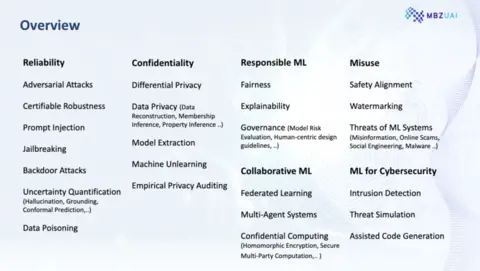 Overview
MBZUAI
Reliability
Adversarial Attacks
Certifiable Robustness
Prompt Injection
Jailbreaking
Backdoor Attacks
Uncertainty Quantification
(Hallucination, Grounding,
Conformal Prediction,..)
Data Poisoning
Confidentiality
Differential Privacy
Data Privacy (Data
Reconstruction, Membership
Inference, Property Inference ..)
Model Extraction
Machine Unlearning
Empirical Privacy Auditing
Responsible ML
Fairness
Explainability
Governance (Model Risk
Evaluation, Human-centric design
guidelines, ..)
Collaborative ML
Federated Learning
Multi-Agent Systems
Confidential Computing
(Homomorphic Encryption, Secure
Multi-Party Computation,.. )
Misuse
Safety Alignment
Watermarking
Threats of ML Systems
(Misinformation, Online Scams,
Social Engineering, Malware ..)
ML for Cybersecurity
Intrusion Detection
Threat Simulation
Assisted Code Generation